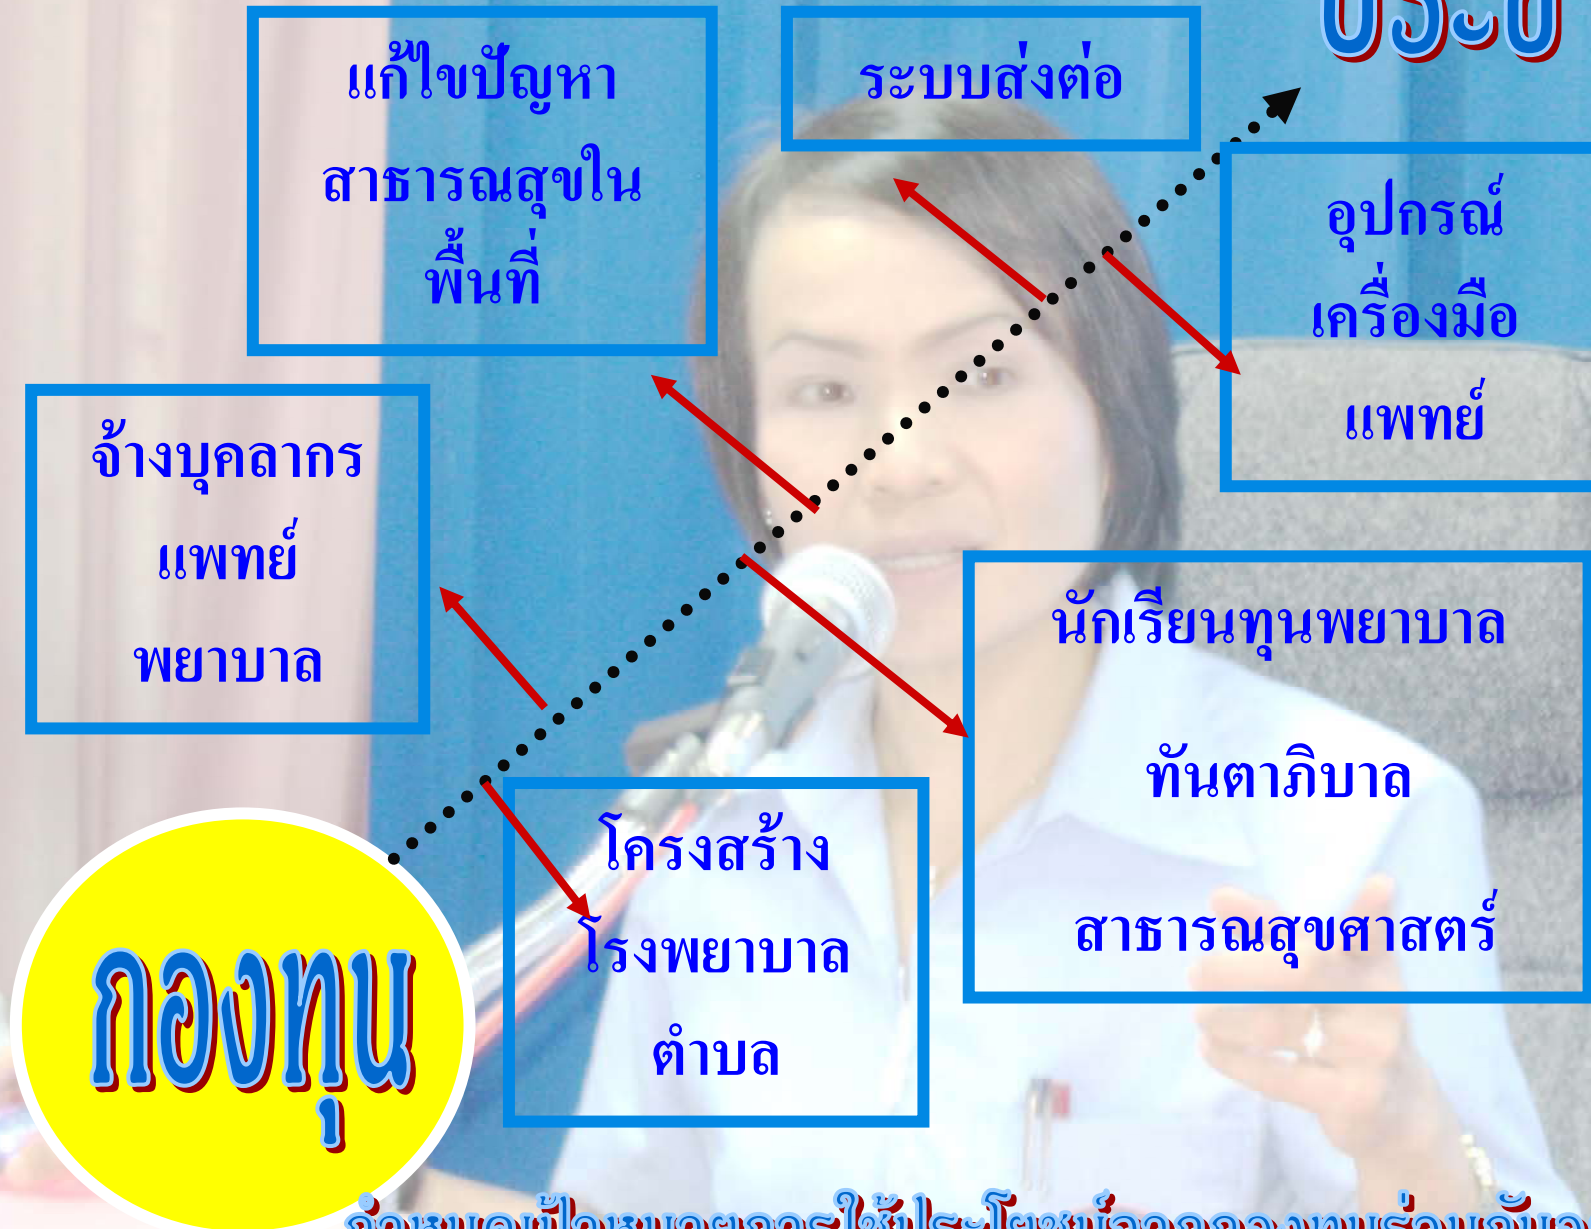 แก้ไขปัญหา
สาธารณสุขใน
พื้นที่
ระบบส่งต่อ
อุปกรณ์
เครื่องมือ
แพทย์
จ้างบุคลากร
แพทย์
พยาบาล
นักเรียนทุนพยาบาล
ทันตาภิบาล
สาธารณสุขศาสตร์
โครงสร้าง
โรงพยาบาล
ตำบล
กองทุน